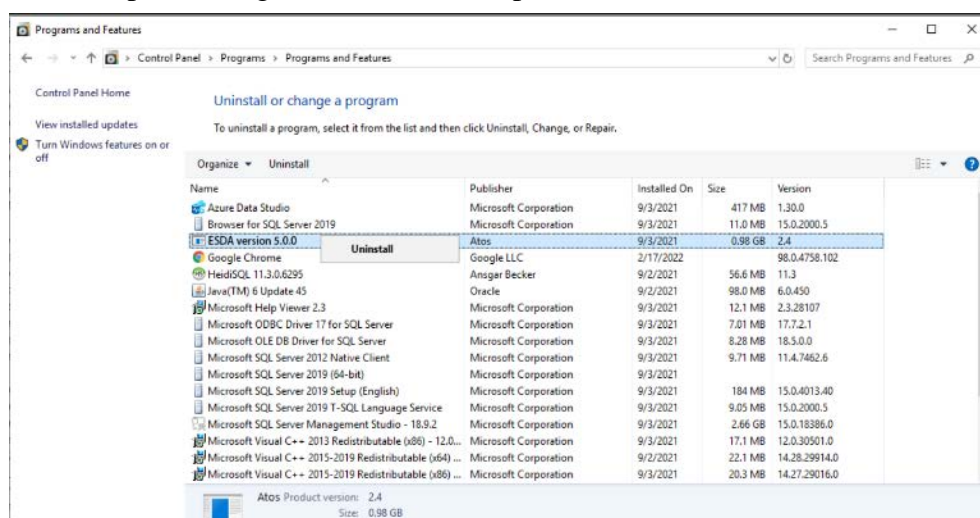 Programs and Features
Control Panel > Programs > Programs and Features
Search Programs and Features
Control Panel Home
View installed updates
Turn Windows features on or
off
Uninstall or change a program
To uninstall a program, select it from the list and then click Uninstall, Change, or Repair.
Organize Uninstall
Name Publisher Installed On Size Version
Azure Data Studio Microsoft Corporation 9/3/2021 417 MB 1.30.0
Browser for SQL Server 2019 Microsoft Corporation 9/3/2021 11.0 MB 15.0.2000.5
ESDA version 5.0.0 Uninstall Atos 9/3/2021 0.98 GB 2.4
Google Chrome Google LLC 2/17/2022 98.0.4758.102
HeidiSQL 11.3.0.6295 Ansgar Becker 9/2/2021 56.6 MB 11.3
Java(TM) 6 Update 45 Oracle 9/2/2021 98.0 MB 6.0.450
Microsoft Help Viewer 2.3 Microsoft Corporation 9/3/2021 12.1 MB 2.3.28107
Microsoft ODBC Driver 17 for SQL Server Microsoft Corporation 9/3/2021 7.01 MB 17.7.2.1
Microsoft OLE DB Driver for SQL Server Microsoft Corporation 9/3/2021 8.28 MB 18.5.0.0
Microsoft SQL Server 2012 Native Client Microsoft Corporation 9/3/2021 9.71 MB 11.4.7462.6
Microsoft SQL Server 2019 (64-bit) Microsoft Corporation 9/3/2021
Microsoft SQL Server 2019 Setup (English) Microsoft Corporation 9/3/2021 184 MB 15.0.4013.40
Microsoft SQL Server 2019 T-SQL Language Service Microsoft Corporation 9/3/2021 9.05 MB 15.0.2000.5
Microsoft SQL Server Management Studio - 18.9.2 Microsoft Corporation 9/3/2021 2.66 GB 15.0.18386.0
Microsoft Visual C++ 2013 Redistributable (x86) - 12.0... Microsoft Corporation 9/3/2021 17.1 MB 12.0.30501.0
Microsoft Visual C++ 2015-2019 Redistributable (x64) ... Microsoft Corporation 9/2/2021 22.1 MB 14.28.29914.0
Microsoft Visual C++ 2015-2019 Redistributable (x86) ... Microsoft Corporation 9/3/2021 20.3 MB 14.27.29016.0
Atos Product version: 2.4
Size: 0.98 GB